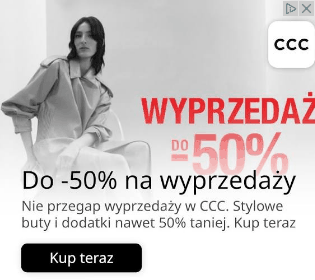 CCC
WYPRZEDAŻ
DO
-50%
Do -50% na wyprzedaży
Nie przegap wyprzedaży w CCC. Stylowe
buty i dodatki nawet 50% taniej. Kup teraz
Kup teraz